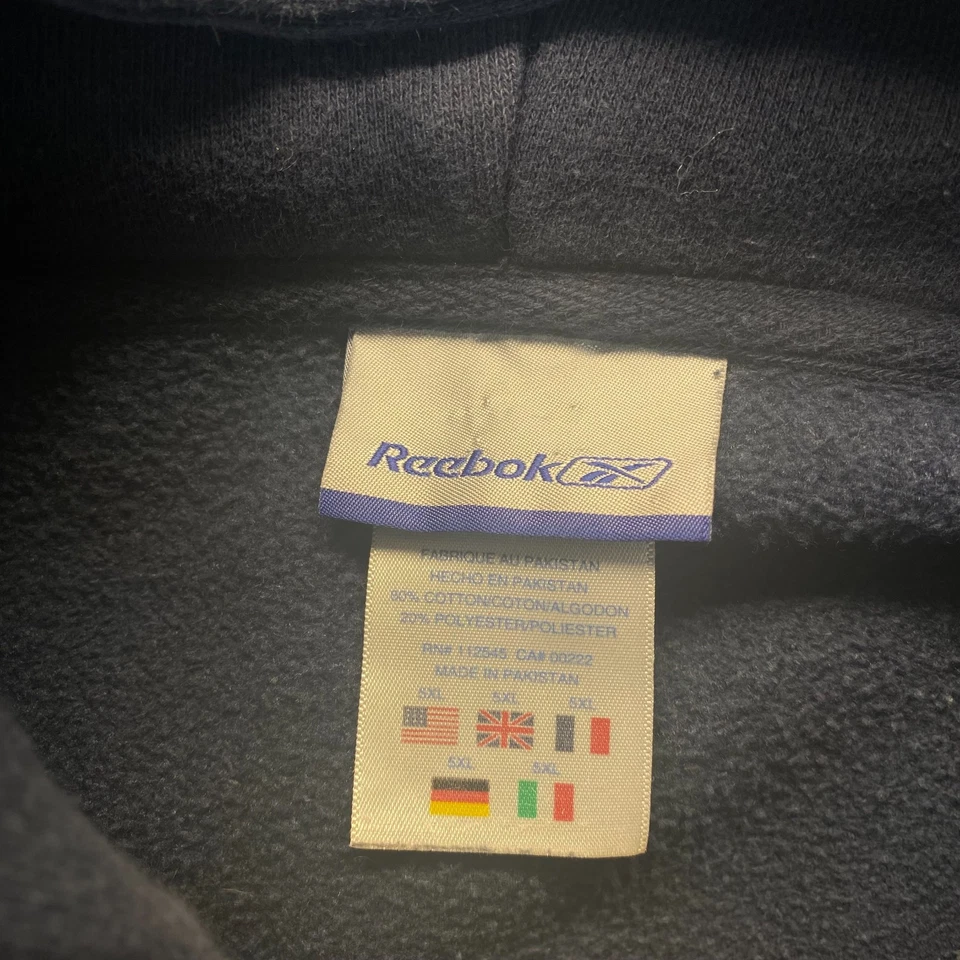 Reebok
FABRIQUE AU PAKISTAN
HECHO EN PAKISTAN
80% COTTON/COTON/ALGODON
20% POLYESTER/POLIESTER
RN# 112545 CA# 00222
MADE IN PAKISTAN
5XL 5XL 5XL
5XL 5XL